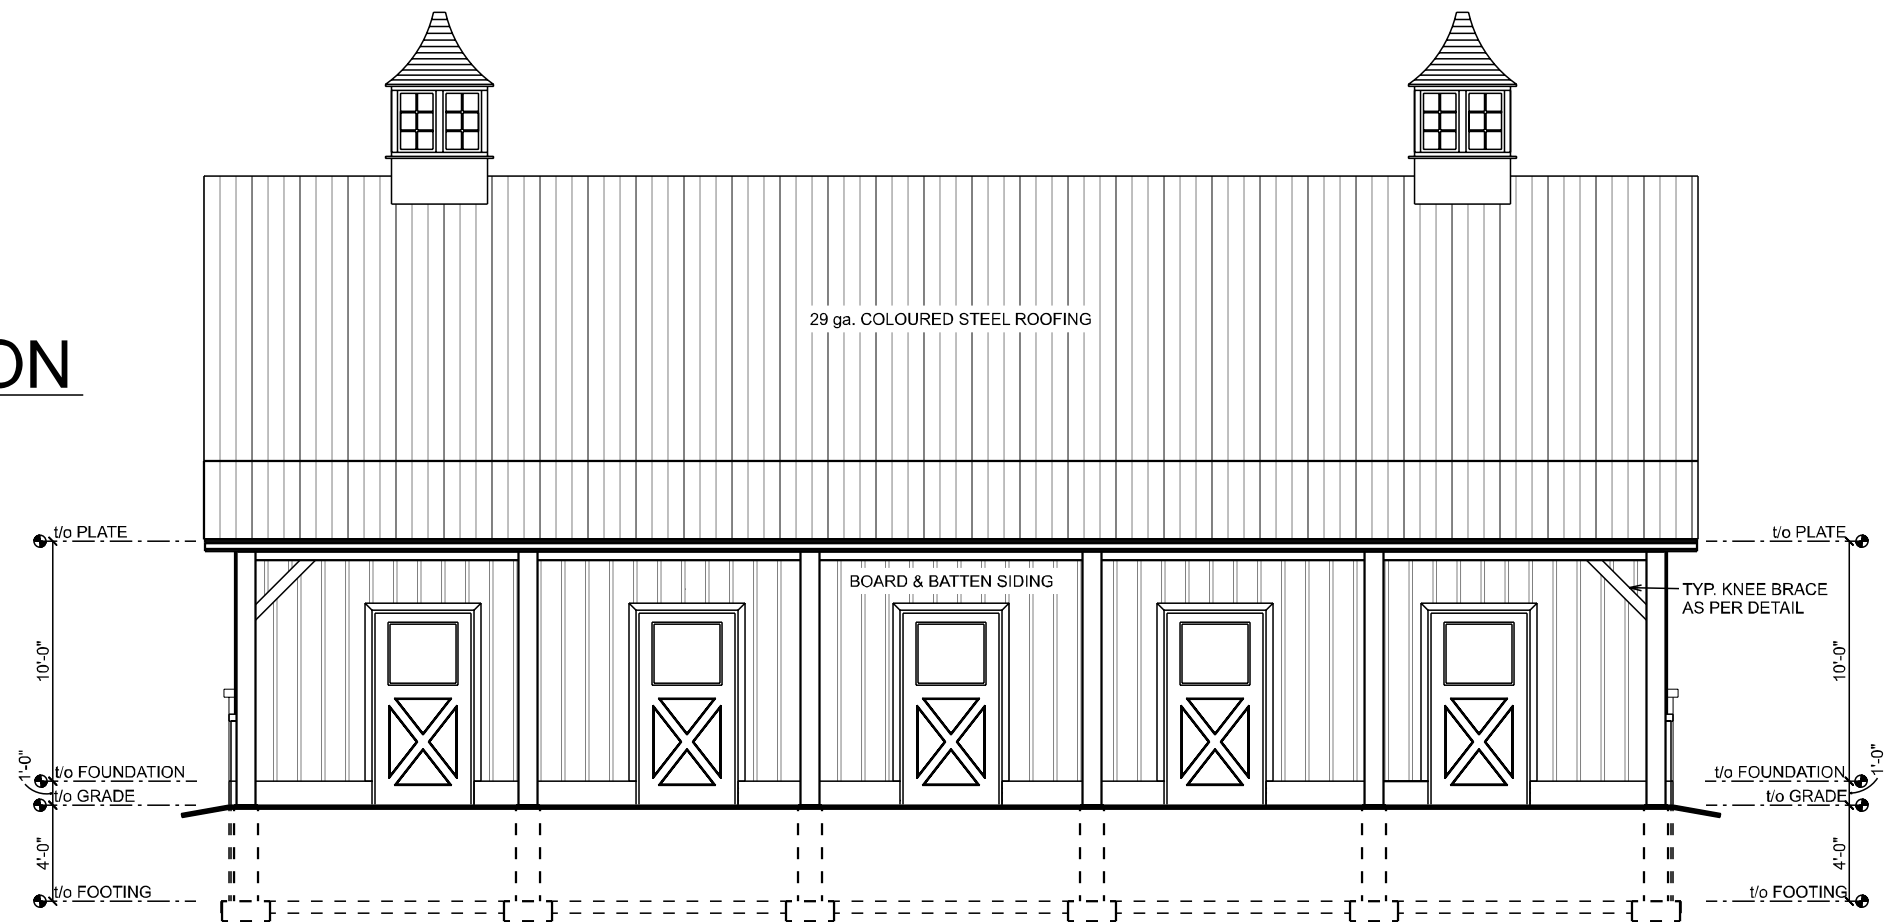 29 ga. COLOURED STEEL ROOFING
ON
t/o PLATE
t/o PLATE
BOARD & BATTEN SIDING
TYP. KNEE BRACE
AS PER DETAIL
10'-0"
10'-0"
t/o FOUNDATION
t/o FOUNDATION
1'-0"
1'-0"
t/o GRADE
t/o GRADE
4'-0"
4'-0"
t/o FOOTING
t/o FOOTING